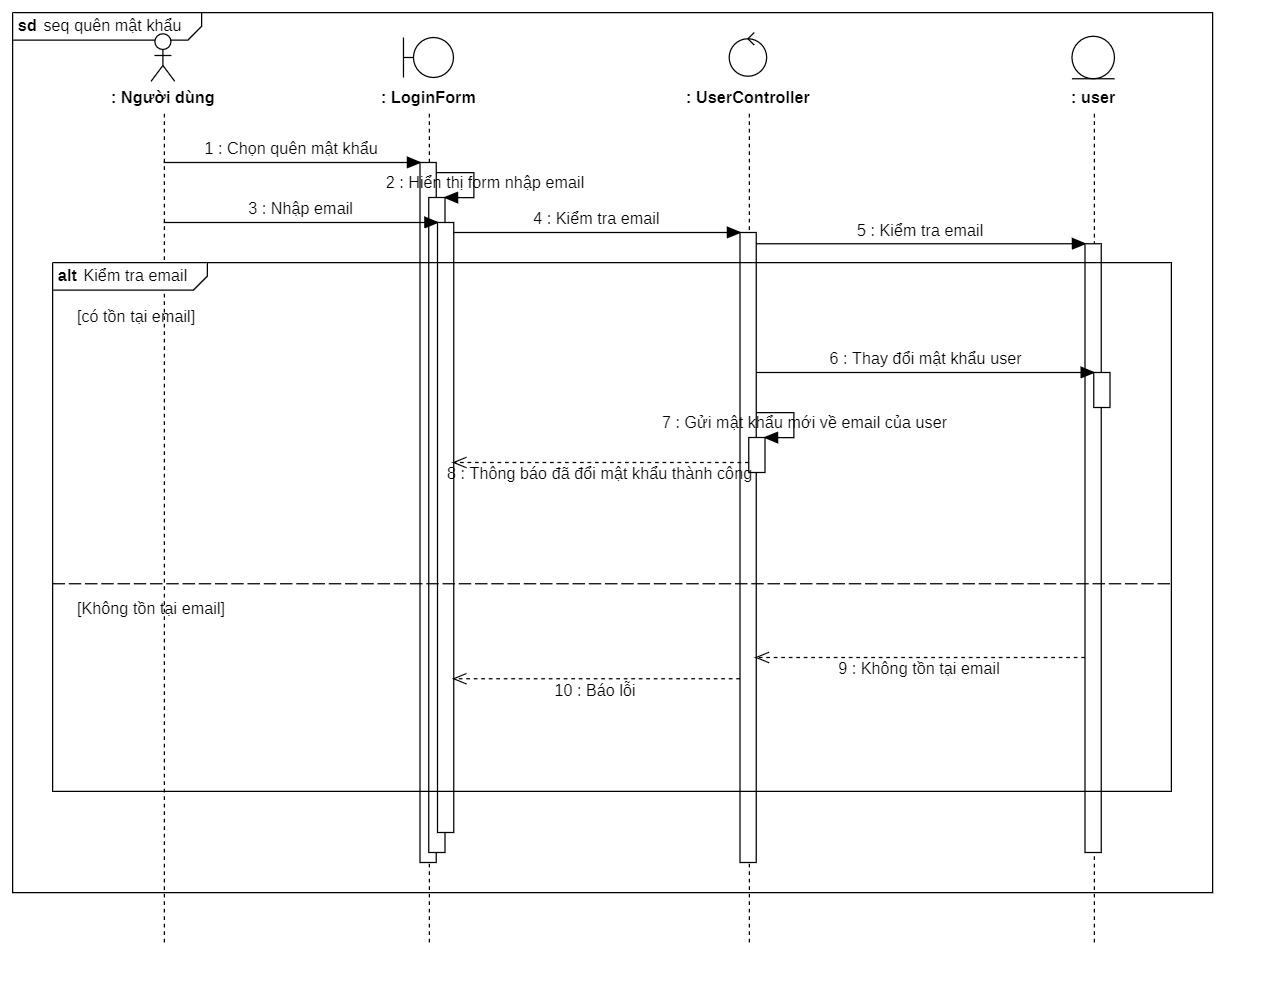 sd seq quên mật khẩu
: Người dùng
: LoginForm
: UserController
: user
1 : Chọn quên mật khẩu
2 : Hiển thị form nhập email
3 : Nhập email
4 : Kiểm tra email
5 : Kiểm tra email
alt Kiểm tra email
[có tồn tại email]
6 : Thay đổi mật khẩu user
7 : Gửi mật khẩu mới về email của user
8 : Thông báo đã đổi mật khẩu thành công
[Không tồn tại email]
9 : Không tồn tại email
10 : Báo lỗi